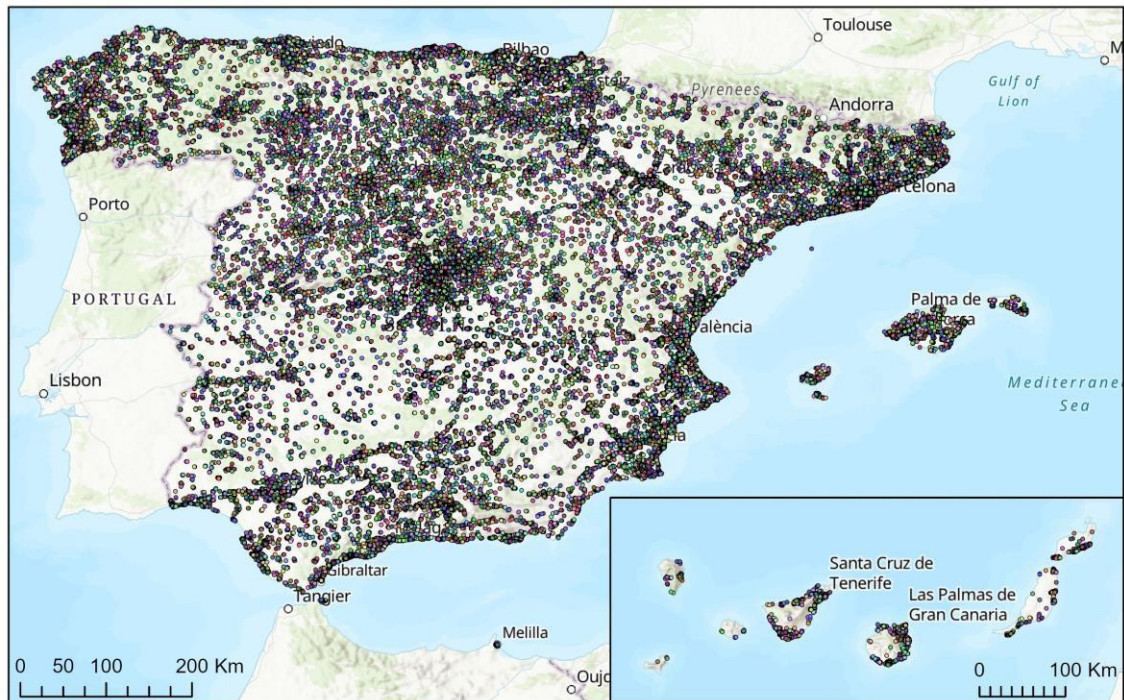 Toulouse
Gulf of
Lion
Pyrenees
Andorra
Bilbao
Porto
PORTUGAL
Palma de
València
Lisbon
Mediterranean
Sea
Gibraltar
Tangier
Melilla
0 50 100 200 Km
Santa Cruz de
Tenerife
Las Palmas de
Gran Canaria
0 100 Km